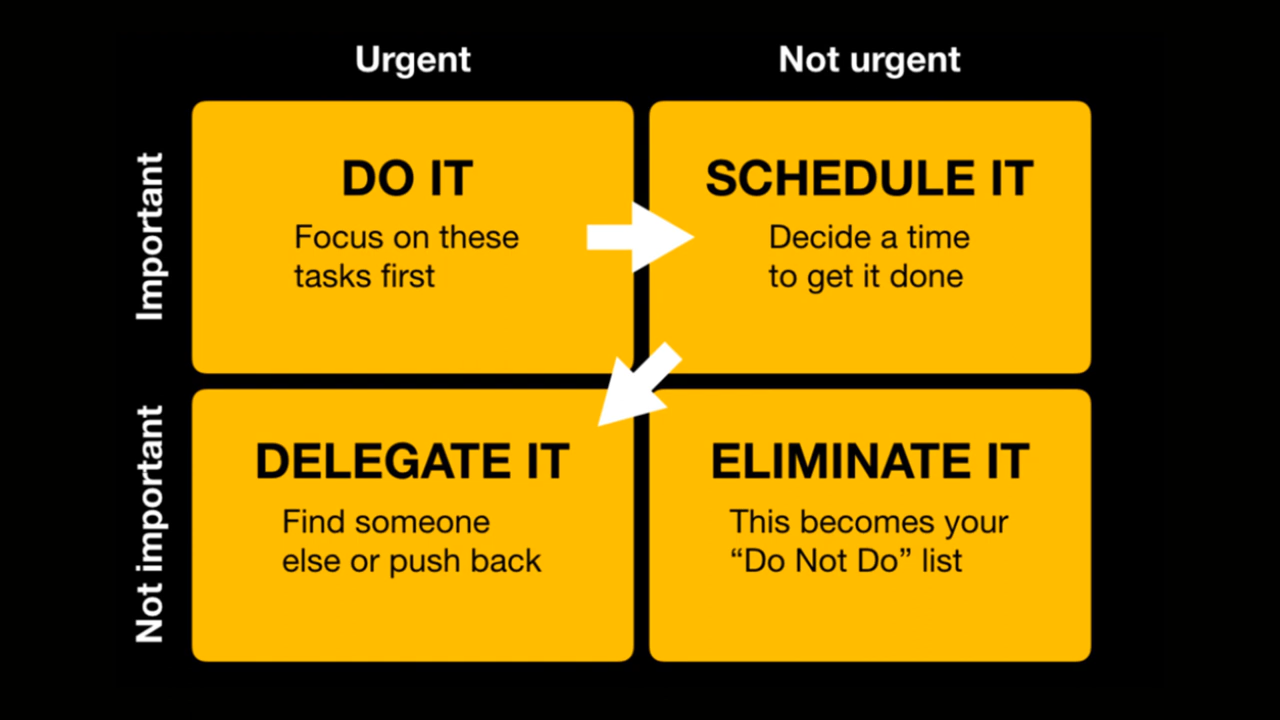 Urgent
Not urgent
Important
DO IT
Focus on these
tasks first
SCHEDULE IT
Decide a time
to get it done
Not important
DELEGATE IT
Find someone
else or push back
ELIMINATE IT
This becomes your
“Do Not Do” list